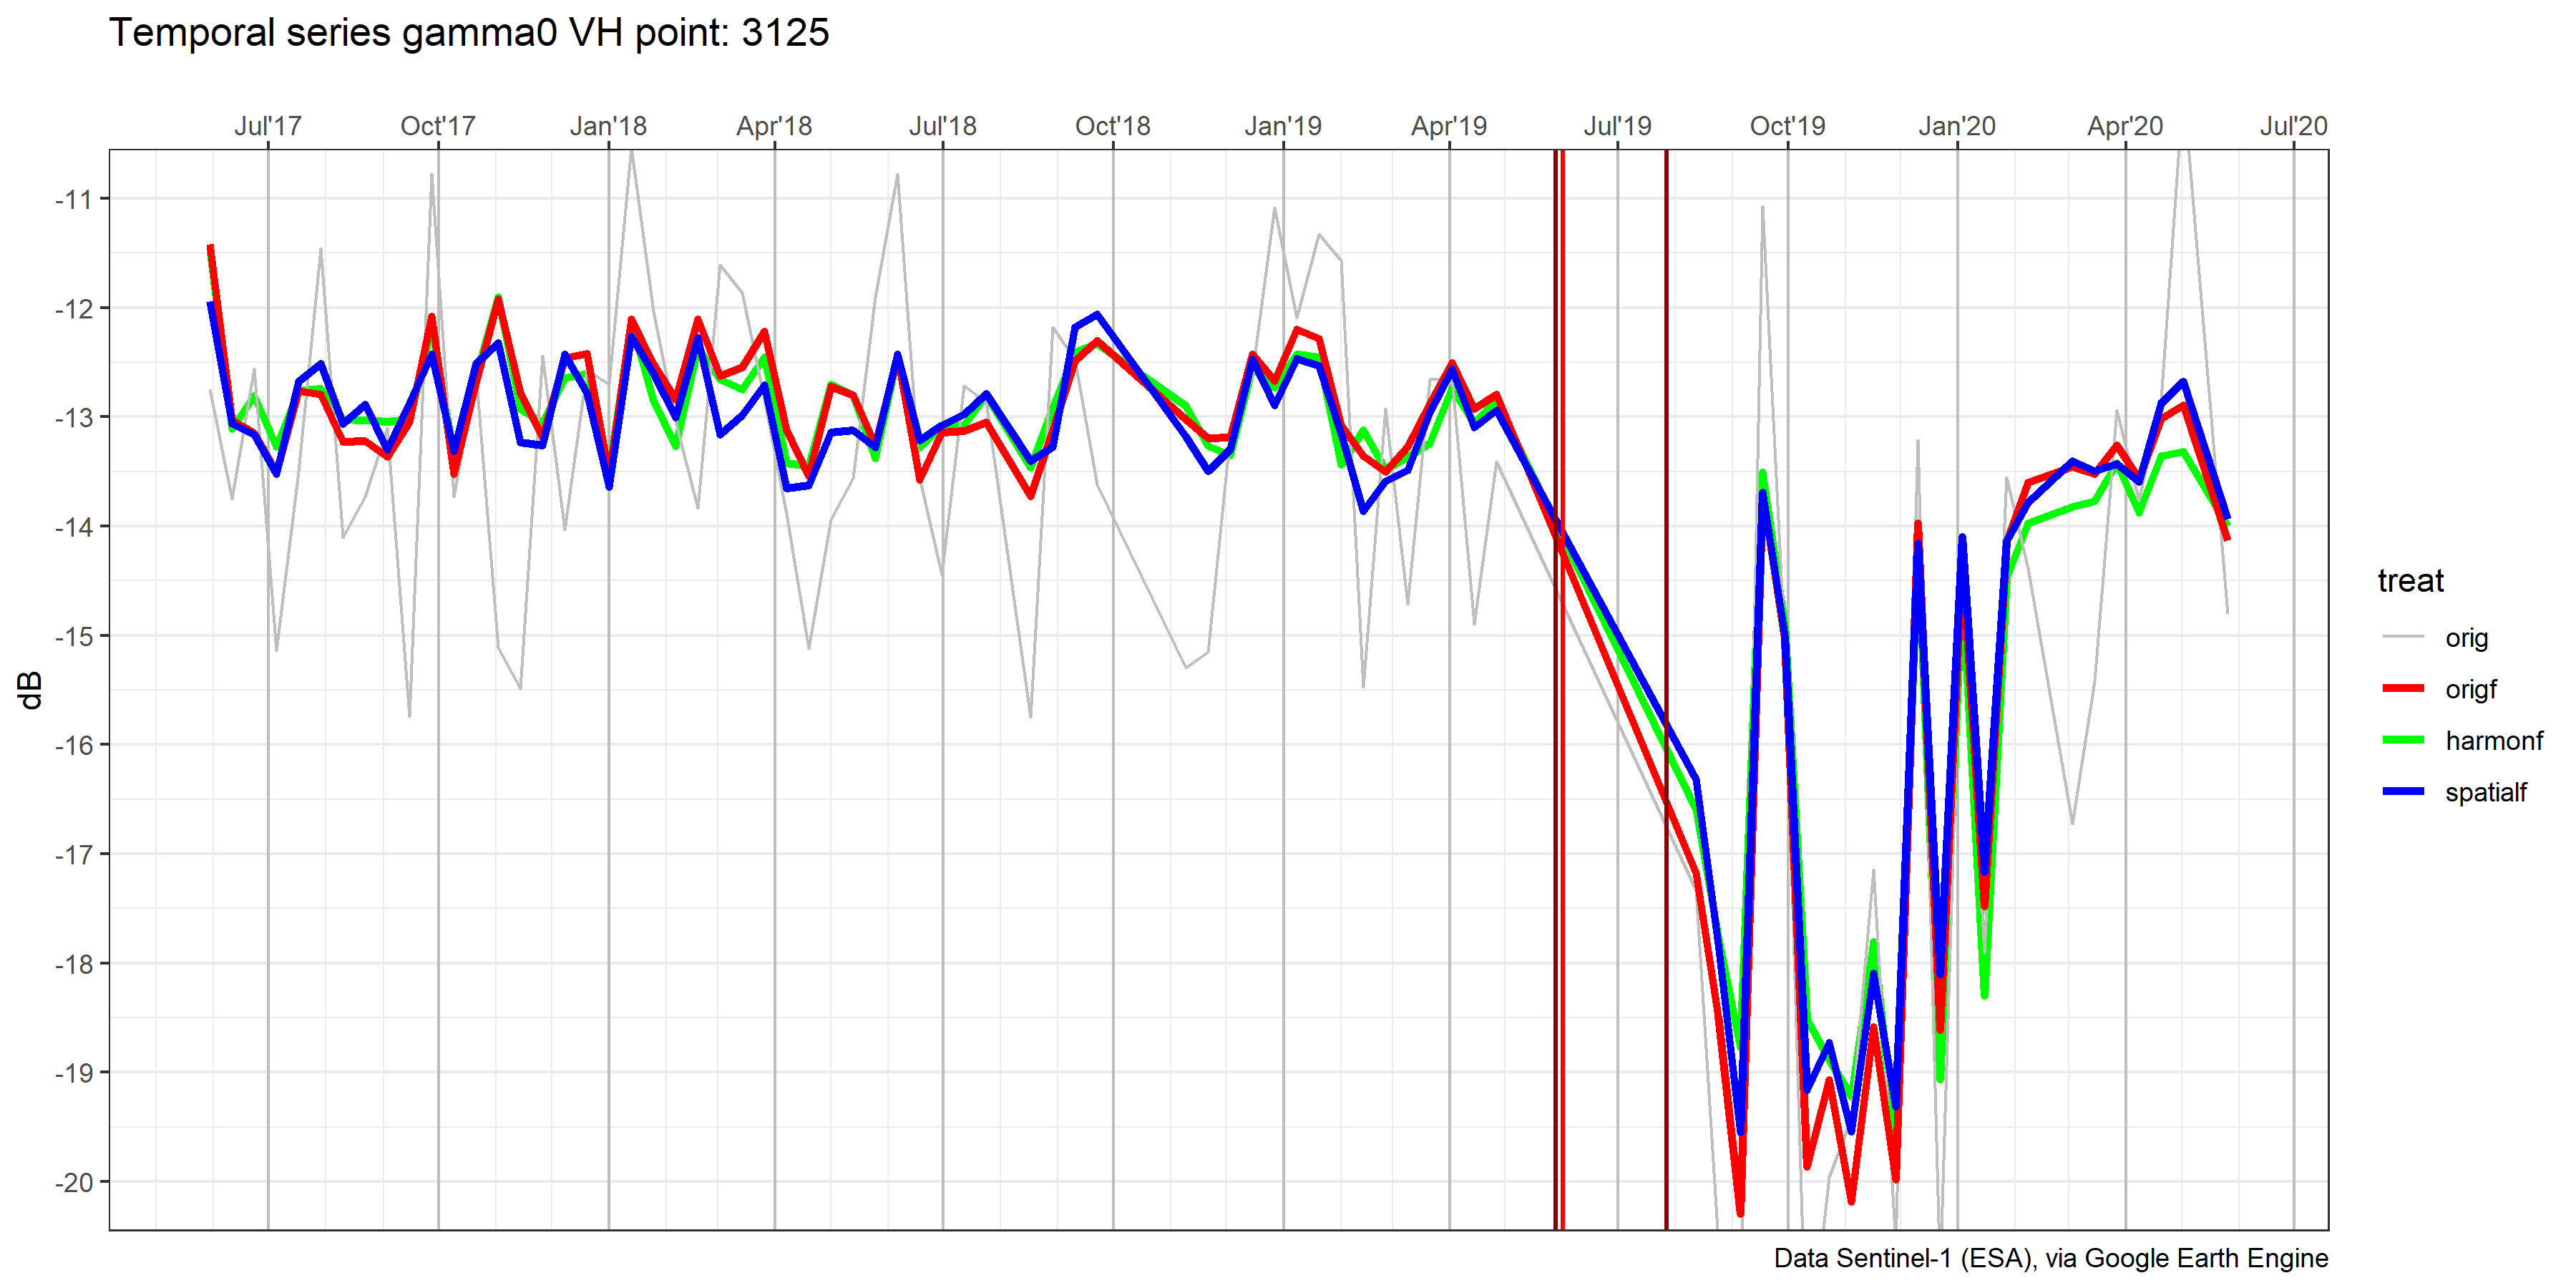 Temporal series gamma0 VH point: 3125
Jul'17 Oct'17 Jan'18 Apr'18 Jul'18 Oct'18 Jan'19 Apr'19 Jul'19 Oct'19 Jan'20 Apr'20 Jul'20
-11
-12
-13
-14
-15
-16
-17
-18
-19
-20
dB
treat
orig
origf
harmonf
spatialf
Data Sentinel-1 (ESA), via Google Earth Engine